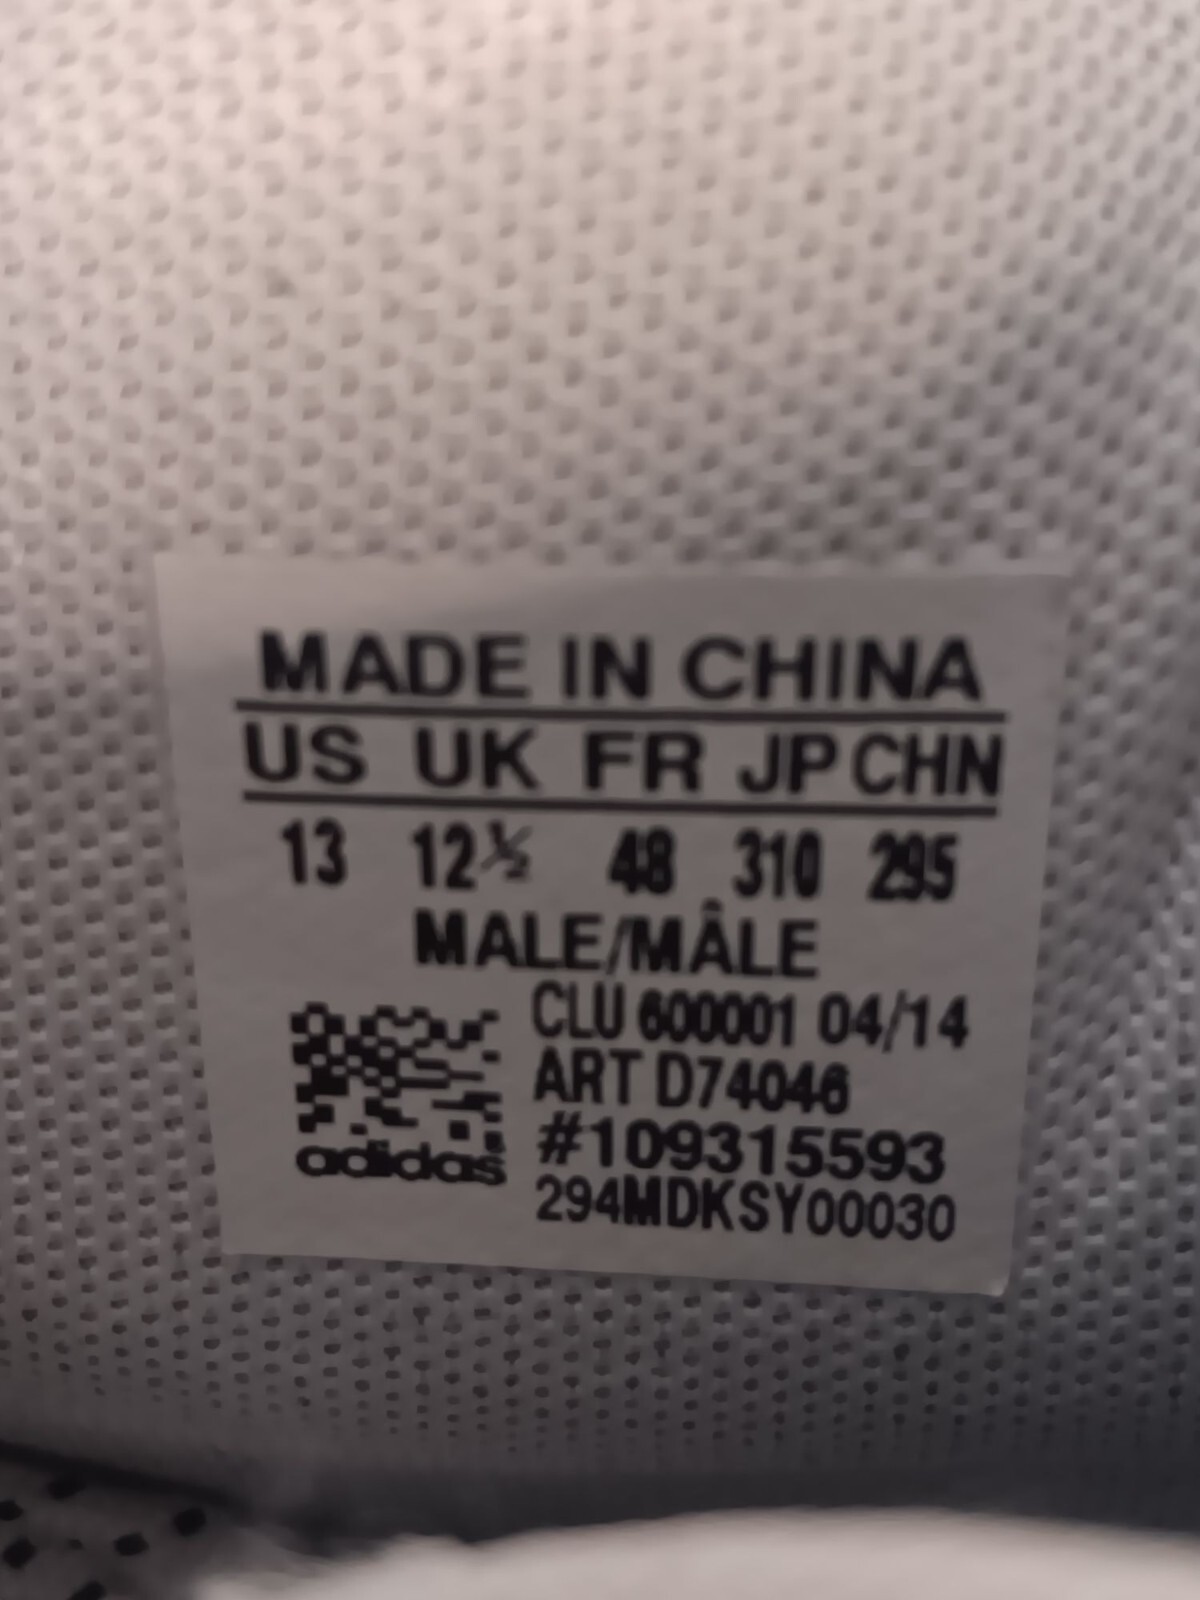 MADE IN CHINA
US UK FR JP CHN
13 12½ 48 310 295
MALE/MÂLE
CLU 600001 04/14
ART D74046
#109315593
294MDKSY00030
adidas